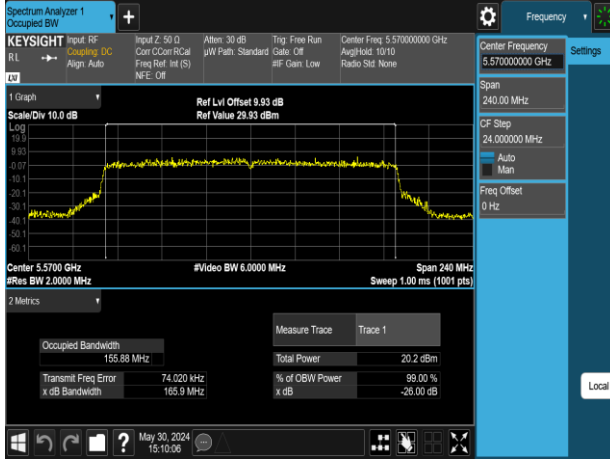 Spectrum Analyzer 1
Occupied BW
+
Frequency
KEYSIGHT
RL
LXI
Input: RF
Coupling: DC
Align: Auto
Input Z: 50 Ω
Corr CCorr RCal
Freq Ref: Int (S)
NFE: Off
Atten: 30 dB
µW Path: Standard
Trig: Free Run
Gate: Off
#IF Gain: Low
Center Freq: 5.570000000 GHz
Avg|Hold: 10/10
Radio Std: None
Center Frequency
5.570000000 GHz
Settings
Span
240.00 MHz
CF Step
24.000000 MHz
Auto
Man
Freq Offset
0 Hz
Local
1 Graph
Scale/Div 10.0 dB
Ref Lvl Offset 9.93 dB
Ref Value 29.93 dBm
Log
19.9
9.93
-0.07
-10.1
-20.1
-30.1
-40.1
-50.1
-60.1
Center 5.5700 GHz
#Res BW 2.0000 MHz
#Video BW 6.0000 MHz
Span 240 MHz
Sweep 1.00 ms (1001 pts)
2 Metrics
Occupied Bandwidth
155.88 MHz
Transmit Freq Error 74.020 kHz
x dB Bandwidth 165.9 MHz
Measure Trace Trace 1
Total Power 20.2 dBm
% of OBW Power 99.00 %
x dB -26.00 dB
?
May 30, 2024
15:10:06